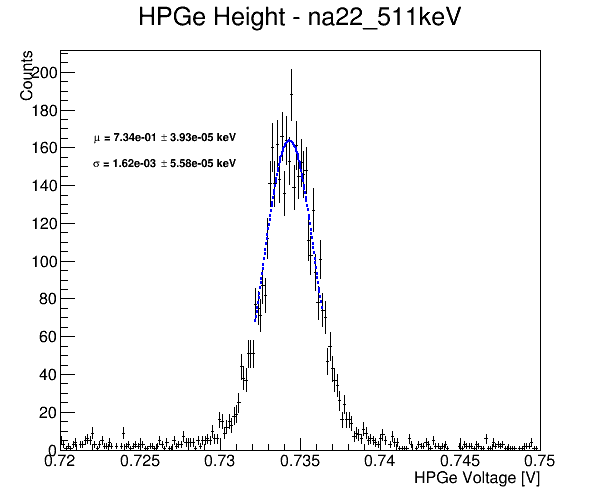 HPGe Height - na22_511keV
Counts
200
180
160
140
120
100
80
60
40
20
0
μ = 7.34e-01 ± 3.93e-05 keV
σ = 1.62e-03 ± 5.58e-05 keV
0.72 0.725 0.73 0.735 0.74 0.745 0.75
HPGe Voltage [V]